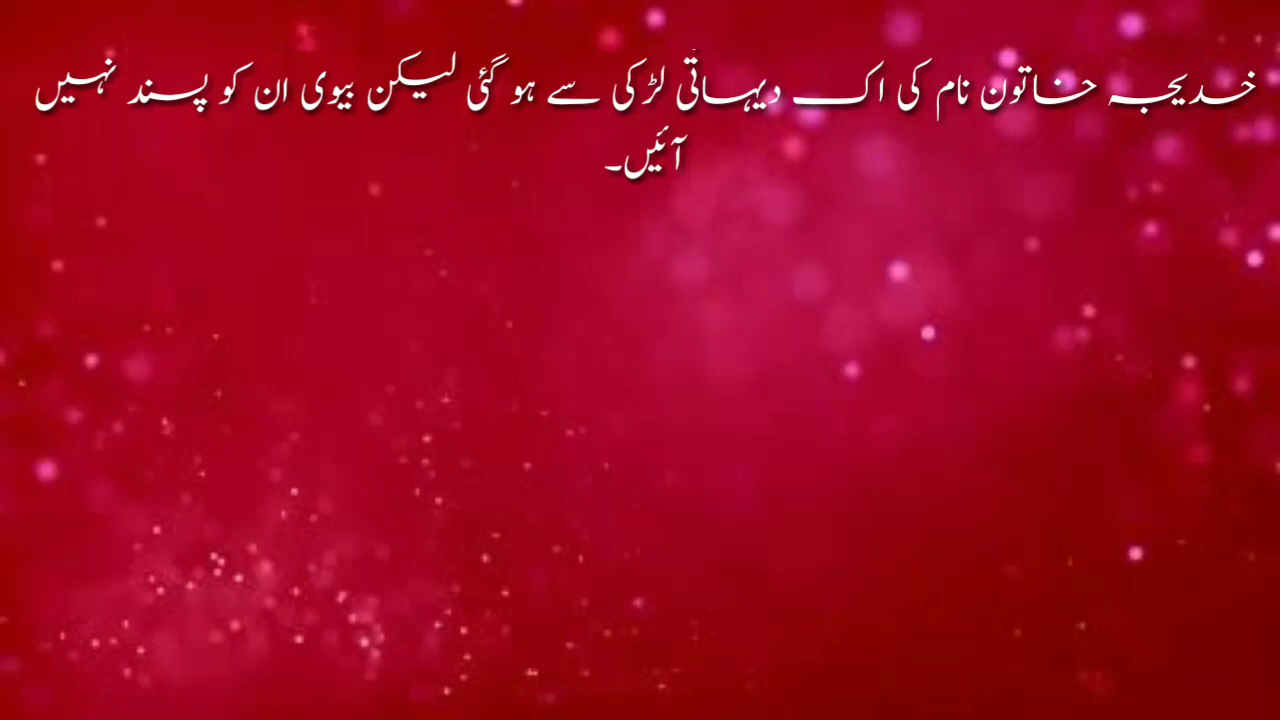 خدیجہ خاتون نام کی اک دیہاتی لڑکی سے ہو گئی لیکن بیوی ان کو پسند نہیں
آئیں۔